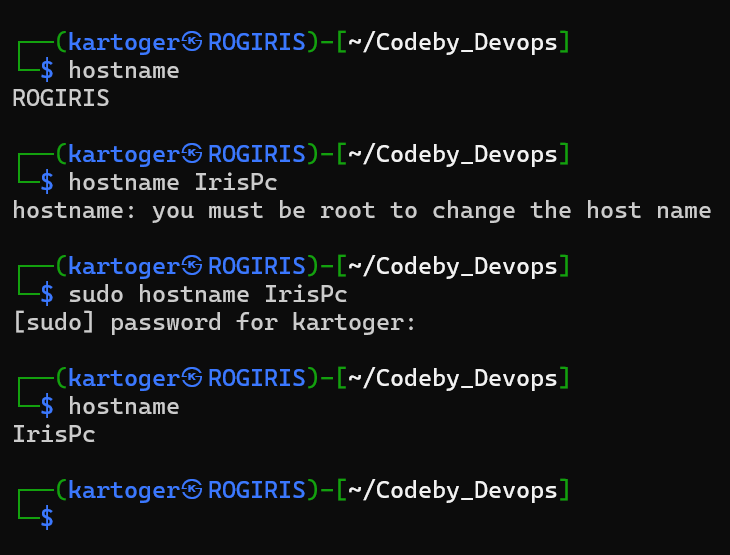 ┌──(kartoger㉿ROGIRIS)-[~/Codeby_Devops]
└─$ hostname
ROGIRIS
┌──(kartoger㉿ROGIRIS)-[~/Codeby_Devops]
└─$ hostname IrisPc
hostname: you must be root to change the host name
┌──(kartoger㉿ROGIRIS)-[~/Codeby_Devops]
└─$ sudo hostname IrisPc
[sudo] password for kartoger:
┌──(kartoger㉿ROGIRIS)-[~/Codeby_Devops]
└─$ hostname
IrisPc
┌──(kartoger㉿ROGIRIS)-[~/Codeby_Devops]
└─$